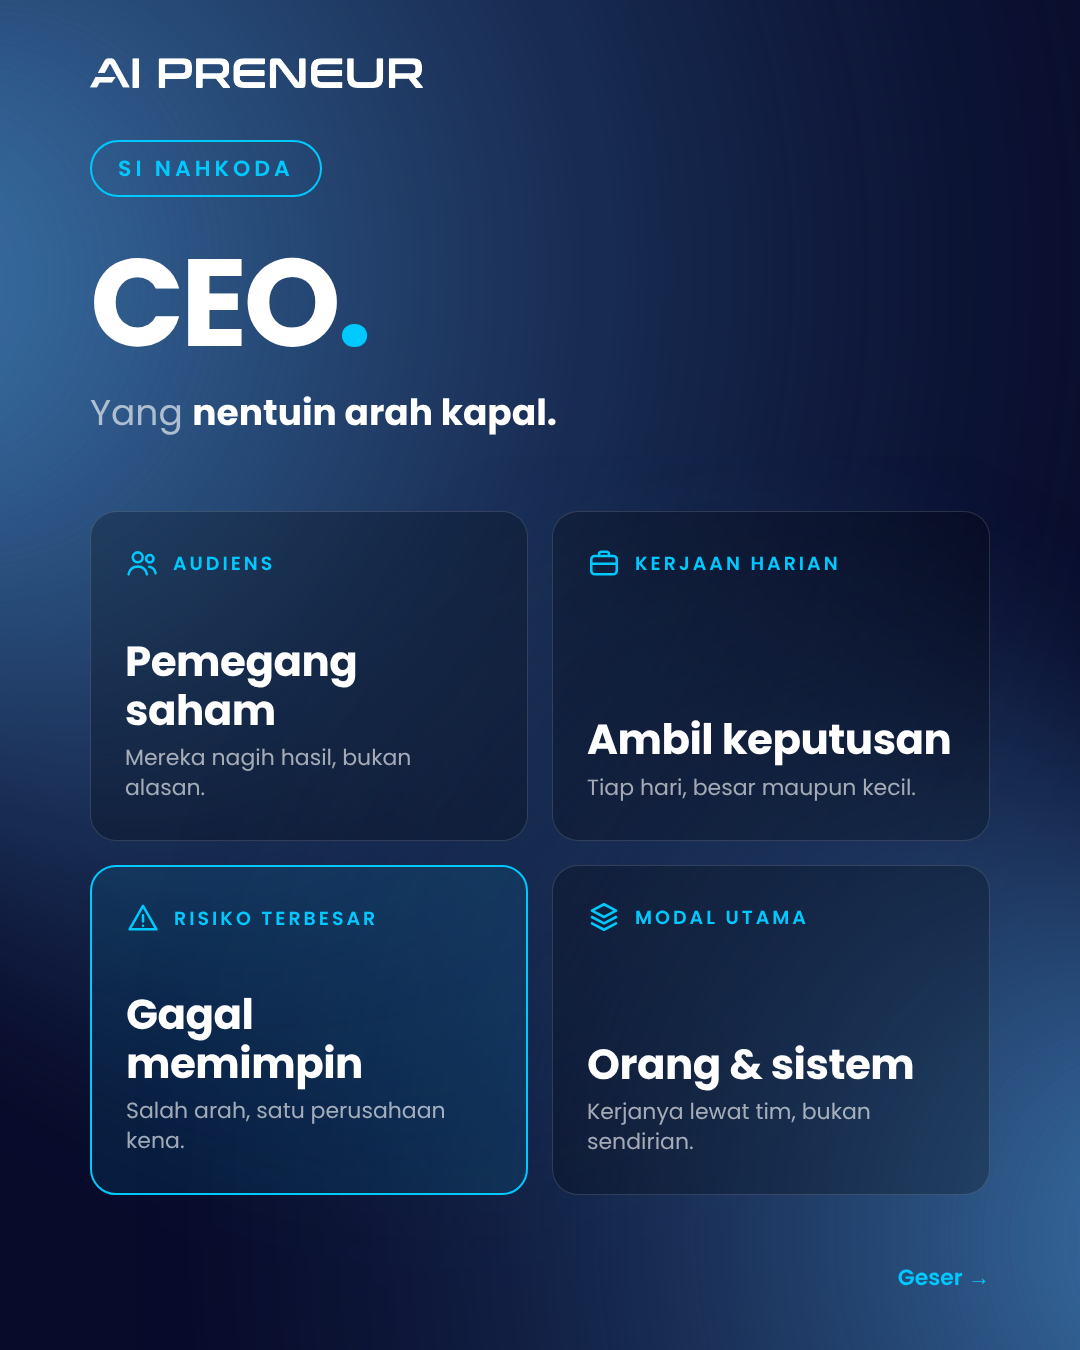 AI PRENEUR
SI NAHKODA
CEO.
Yang nentuin arah kapal.
AUDIENS
Pemegang
saham
Mereka nagih hasil, bukan
alasan.
KERJAAN HARIAN
Ambil keputusan
Tiap hari, besar maupun kecil.
RISIKO TERBESAR
Gagal
memimpin
Salah arah, satu perusahaan
kena.
MODAL UTAMA
Orang & sistem
Kerjanya lewat tim, bukan
sendirian.
Geser →